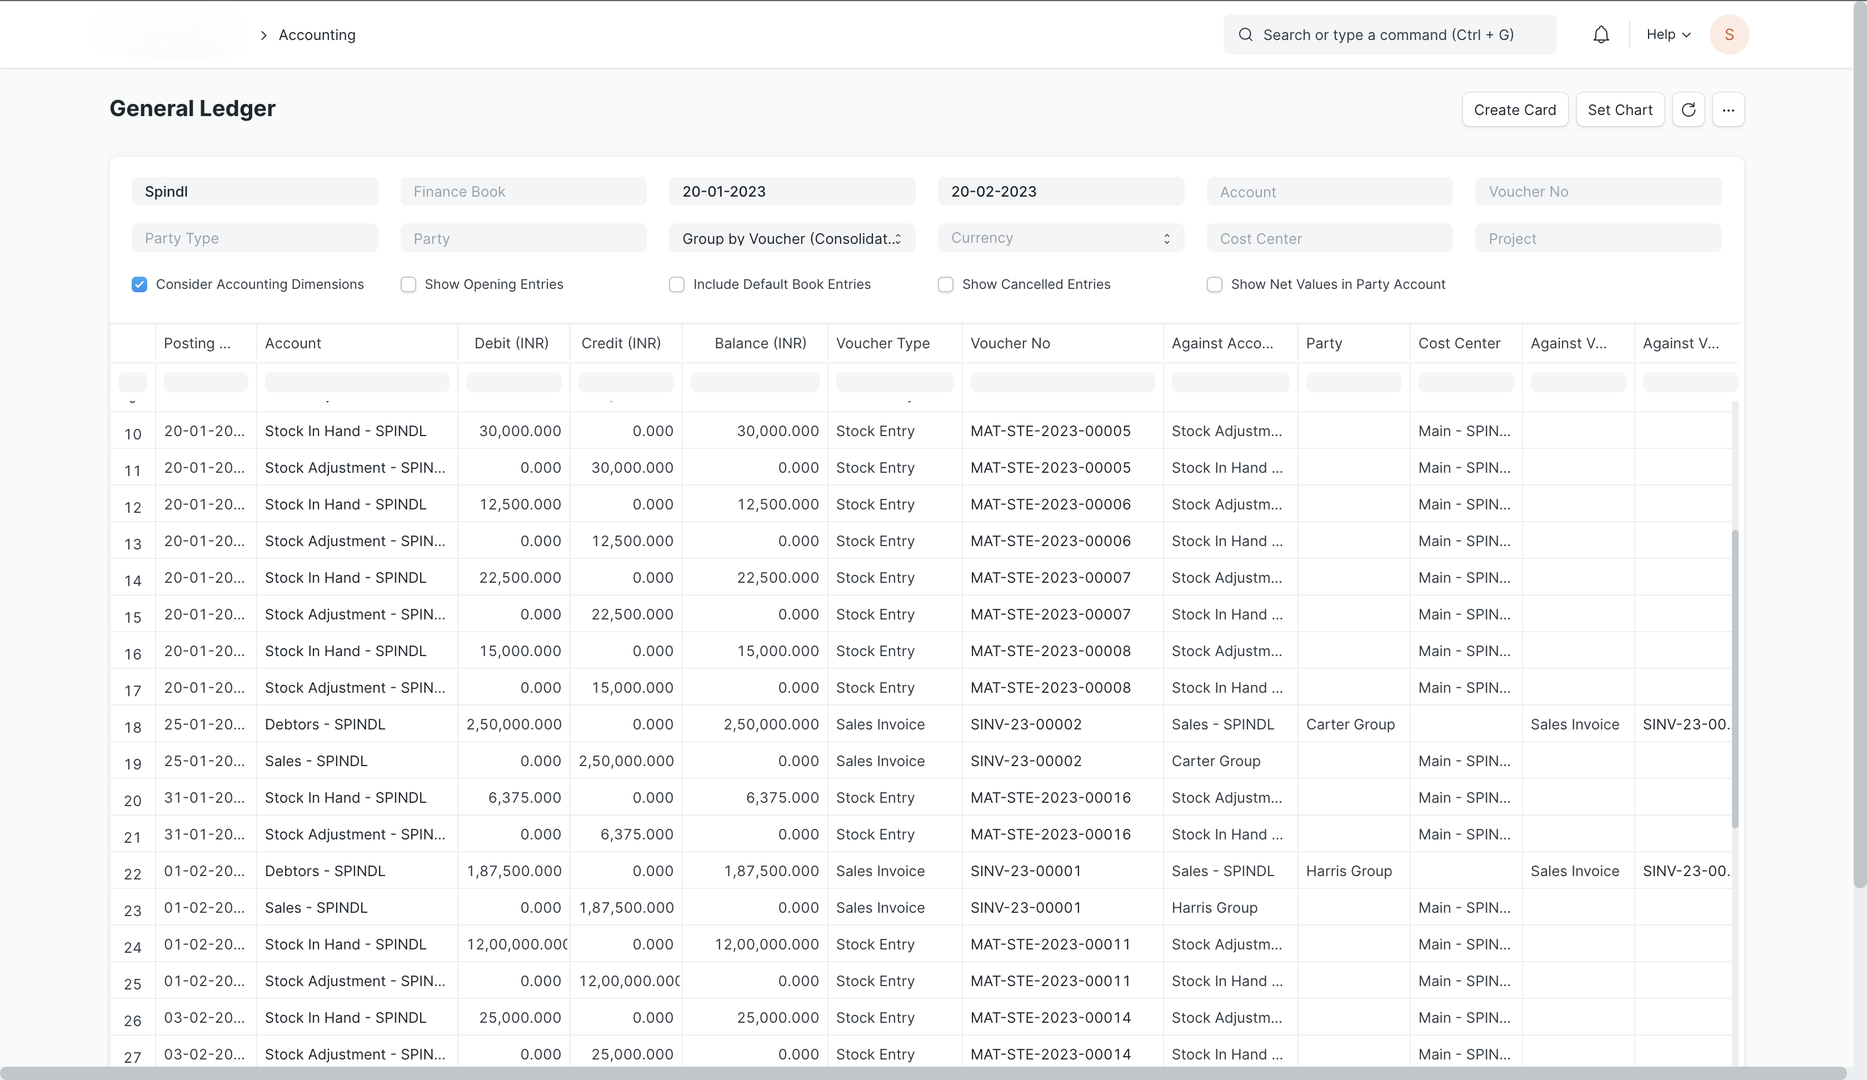 Accounting
Search or type a command (Ctrl + G)
Help
S
General Ledger
Create Card
Set Chart
...
Spindl
Finance Book
20-01-2023
20-02-2023
Account
Voucher No
Party Type
Party
Group by Voucher (Consolidat...
Currency
Cost Center
Project
Consider Accounting Dimensions
Show Opening Entries
Include Default Book Entries
Show Cancelled Entries
Show Net Values in Party Account
Posting ... Account Debit (INR) Credit (INR) Balance (INR) Voucher Type Voucher No Against Acco... Party Cost Center Against V... Against V...
10 20-01-20... Stock In Hand - SPINDL 30,000.000 0.000 30,000.000 Stock Entry MAT-STE-2023-00005 Stock Adjustm... Main - SPIN...
11 20-01-20... Stock Adjustment - SPIN... 0.000 30,000.000 0.000 Stock Entry MAT-STE-2023-00005 Stock In Hand ... Main - SPIN...
12 20-01-20... Stock In Hand - SPINDL 12,500.000 0.000 12,500.000 Stock Entry MAT-STE-2023-00006 Stock Adjustm... Main - SPIN...
13 20-01-20... Stock Adjustment - SPIN... 0.000 12,500.000 0.000 Stock Entry MAT-STE-2023-00006 Stock In Hand ... Main - SPIN...
14 20-01-20... Stock In Hand - SPINDL 22,500.000 0.000 22,500.000 Stock Entry MAT-STE-2023-00007 Stock Adjustm... Main - SPIN...
15 20-01-20... Stock Adjustment - SPIN... 0.000 22,500.000 0.000 Stock Entry MAT-STE-2023-00007 Stock In Hand ... Main - SPIN...
16 20-01-20... Stock In Hand - SPINDL 15,000.000 0.000 15,000.000 Stock Entry MAT-STE-2023-00008 Stock Adjustm... Main - SPIN...
17 20-01-20... Stock Adjustment - SPIN... 0.000 15,000.000 0.000 Stock Entry MAT-STE-2023-00008 Stock In Hand ... Main - SPIN...
18 25-01-20... Debtors - SPINDL 2,50,000.000 0.000 2,50,000.000 Sales Invoice SINV-23-00002 Sales - SPINDL Carter Group Sales Invoice SINV-23-00..
19 25-01-20... Sales - SPINDL 0.000 2,50,000.000 0.000 Sales Invoice SINV-23-00002 Carter Group Main - SPIN...
20 31-01-20... Stock In Hand - SPINDL 6,375.000 0.000 6,375.000 Stock Entry MAT-STE-2023-00016 Stock Adjustm... Main - SPIN...
21 31-01-20... Stock Adjustment - SPIN... 0.000 6,375.000 0.000 Stock Entry MAT-STE-2023-00016 Stock In Hand ... Main - SPIN...
22 01-02-20... Debtors - SPINDL 1,87,500.000 0.000 1,87,500.000 Sales Invoice SINV-23-00001 Sales - SPINDL Harris Group Sales Invoice SINV-23-00..
23 01-02-20... Sales - SPINDL 0.000 1,87,500.000 0.000 Sales Invoice SINV-23-00001 Harris Group Main - SPIN...
24 01-02-20... Stock In Hand - SPINDL 12,00,000.000 0.000 12,00,000.000 Stock Entry MAT-STE-2023-00011 Stock Adjustm... Main - SPIN...
25 01-02-20... Stock Adjustment - SPIN... 0.000 12,00,000.000 0.000 Stock Entry MAT-STE-2023-00011 Stock In Hand ... Main - SPIN...
26 03-02-20... Stock In Hand - SPINDL 25,000.000 0.000 25,000.000 Stock Entry MAT-STE-2023-00014 Stock Adjustm... Main - SPIN...
27 03-02-20... Stock Adjustment - SPIN... 0.000 25,000.000 0.000 Stock Entry MAT-STE-2023-00014 Stock In Hand ... Main - SPIN...